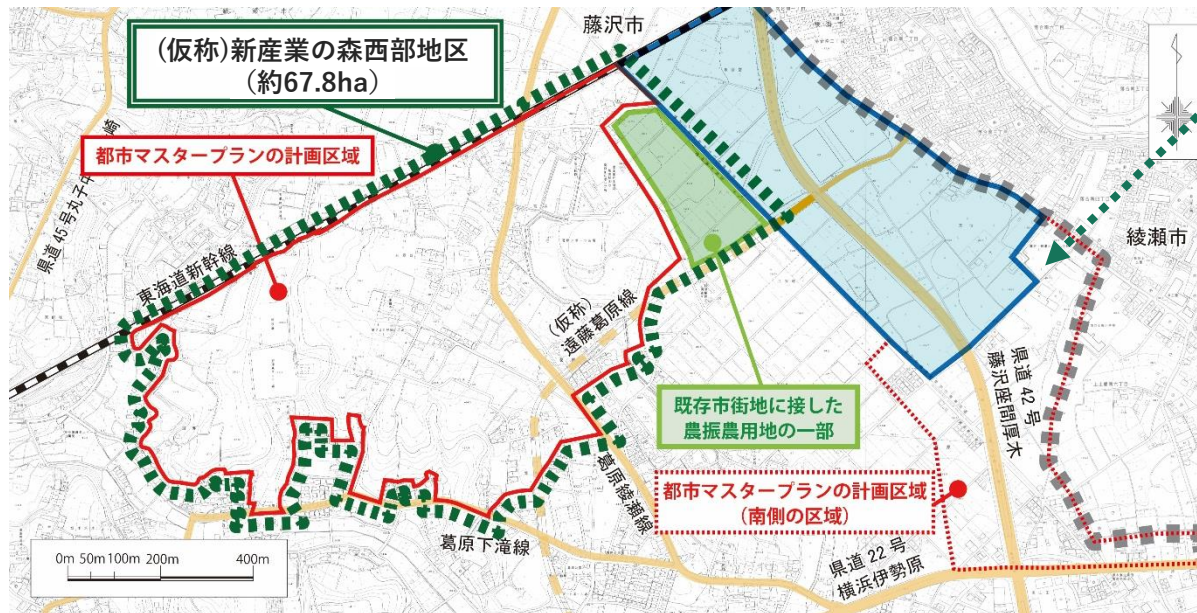 藤沢市
(仮称)新産業の森西部地区
(約67.8ha)
都市マスタープランの計画区域
県道45号丸子中
崎
東海道新幹線
綾瀬市
(仮称)
遠藤葛原線
既存市街地に接した
農振農用地の一部
県道42号
藤沢座間厚木
都市マスタープランの計画区域
(南側の区域)
葛原綾瀬線
葛原下滝線
県道22号
横浜伊勢原
0m 50m 100m 200m 400m